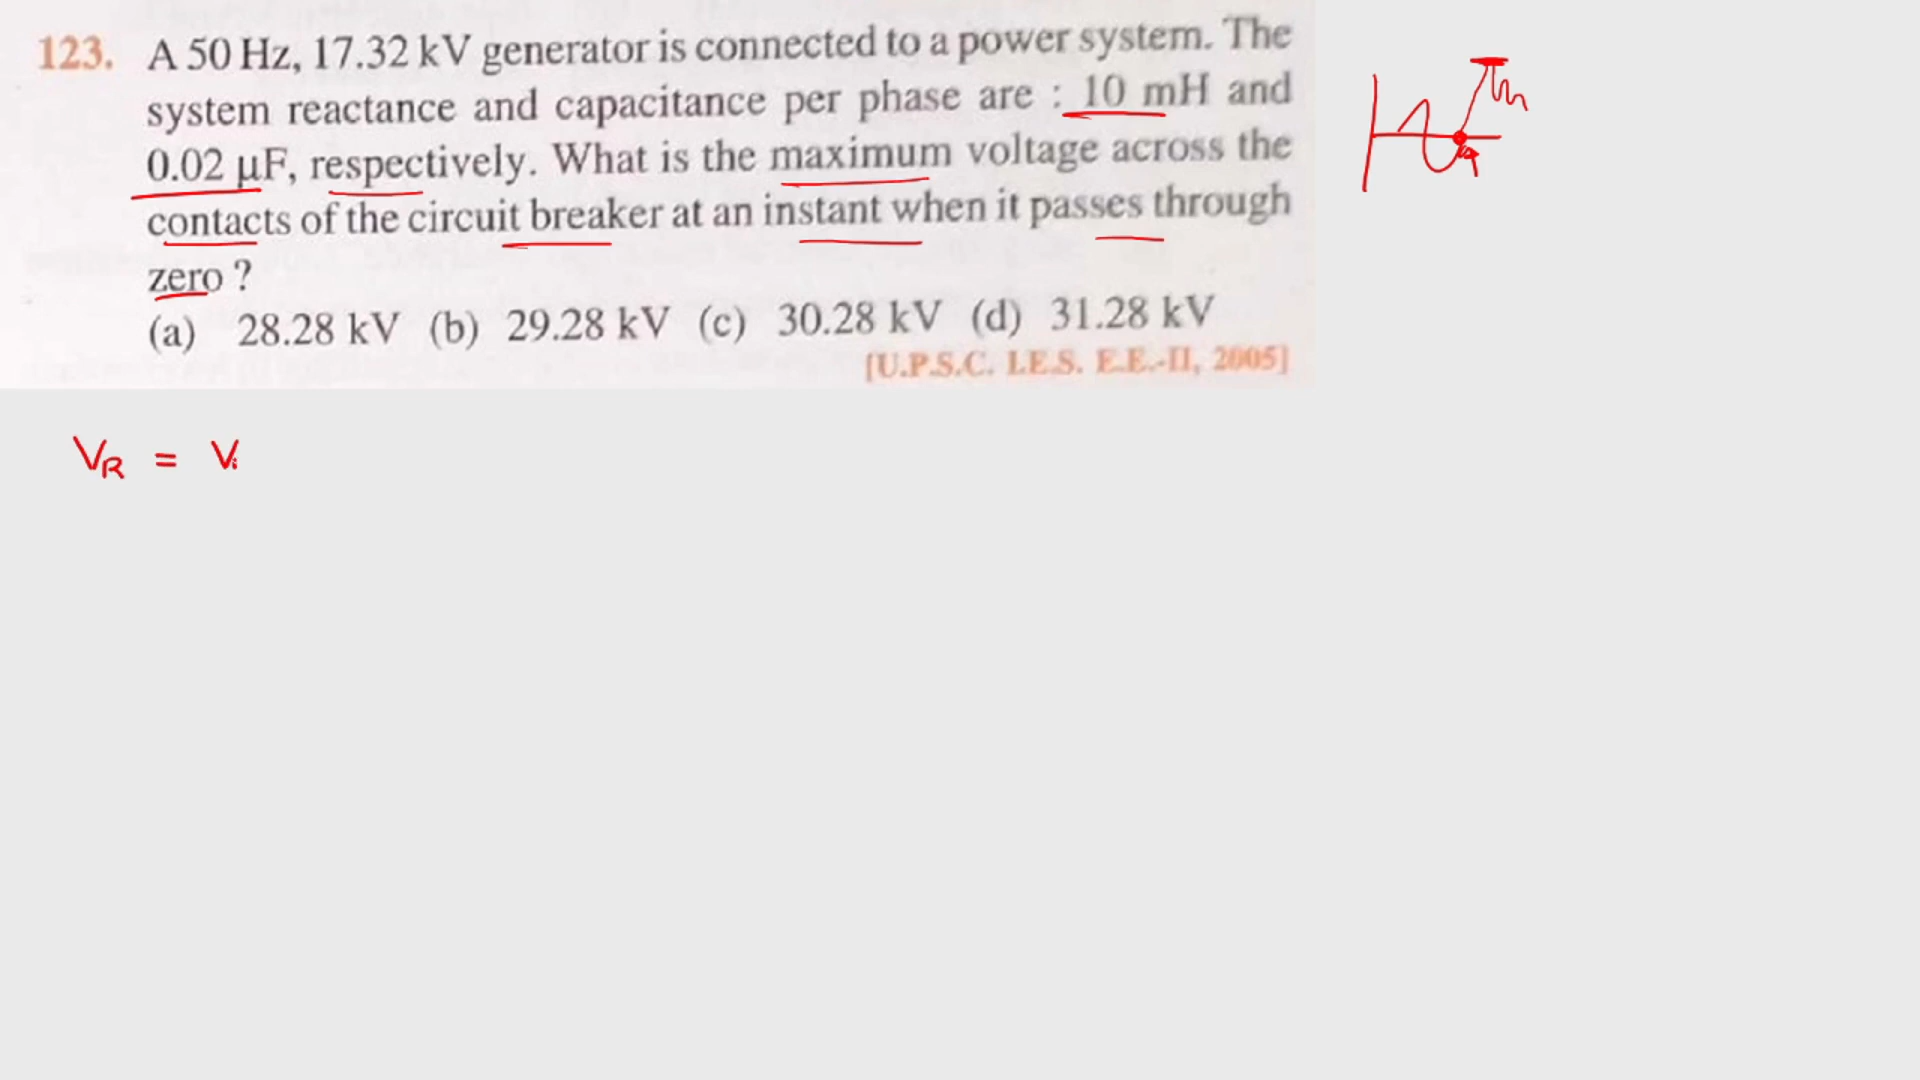 123. A 50 Hz, 17.32 kV generator is connected to a power system. The
system reactance and capacitance per phase are : 10 mH and
0.02 µF, respectively. What is the maximum voltage across the
contacts of the circuit breaker at an instant when it passes through
zero ?
(a) 28.28 kV (b) 29.28 kV (c) 30.28 kV (d) 31.28 kV
[U.P.S.C. I.E.S. E.E.-II, 2005]
VR = V